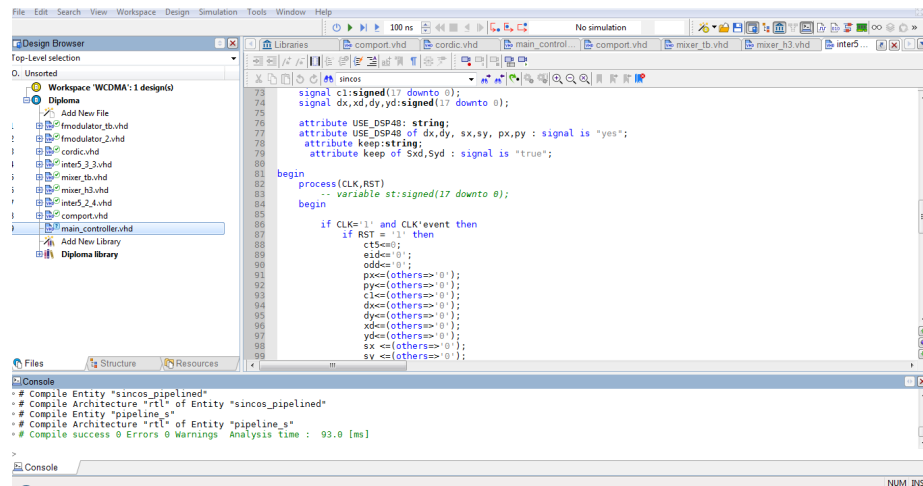 File Edit Search View Workspace Design Simulation Tools Window Help
100 ns No simulation
Design Browser
Top-Level selection
O. Unsorted
Workspace 'WCDMA': 1 design(s)
Diploma
Add New File
fmodulator_tb.vhd
fmodulator_2.vhd
cordic.vhd
inter5_3_3.vhd
mixer_tb.vhd
mixer_h3.vhd
inter5_2_4.vhd
comport.vhd
main_controller.vhd
Add New Library
Diploma library
Files Structure Resources
Libraries comport.vhd cordic.vhd main_control... comport.vhd mixer_tb.vhd mixer_h3.vhd inter5 ...
sincos
73 signal c1:signed(17 downto 0);
74 signal dx,xd,dy,yd:signed(17 downto 0);
75
76 attribute USE_DSP48: string;
77 attribute USE_DSP48 of dx,dy, sx,sy, px,py : signal is "yes";
78 attribute keep:string;
79 attribute keep of Sxd,Syd : signal is "true";
80
81 begin
82 process(CLK,RST)
83 -- variable st:signed(17 downto 0);
84 begin
85
86 if CLK='1' and CLK'event then
87 if RST = '1' then
88 ct5<=0;
89 eid<='0';
90 odd<='0';
91 px<=(others=>'0');
92 py<=(others=>'0');
93 c1<=(others=>'0');
94 dx<=(others=>'0');
95 dy<=(others=>'0');
96 xd<=(others=>'0');
97 yd<=(others=>'0');
98 sx <=(others=>'0');
99 sy <=(others=>'0');
Console
# Compile Entity "sincos_pipelined"
# Compile Architecture "rtl" of Entity "sincos_pipelined"
# Compile Entity "pipeline_s"
# Compile Architecture "rtl" of Entity "pipeline_s"
# Compile success 0 Errors 0 Warnings Analysis time : 93.0 [ms]
>
Console
NUM INS